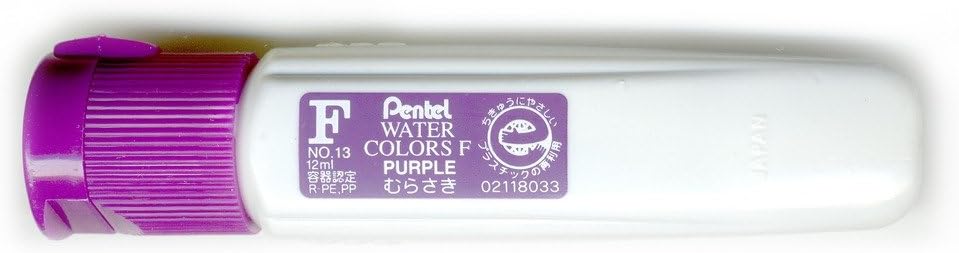 F
NO.13
12ml
容器認定
R·PE,PP
Pentel
WATER
COLORS F
PURPLE
むらさき
ちきゅうにやさしい
プラスチックの再利用
02118033
JAPAN